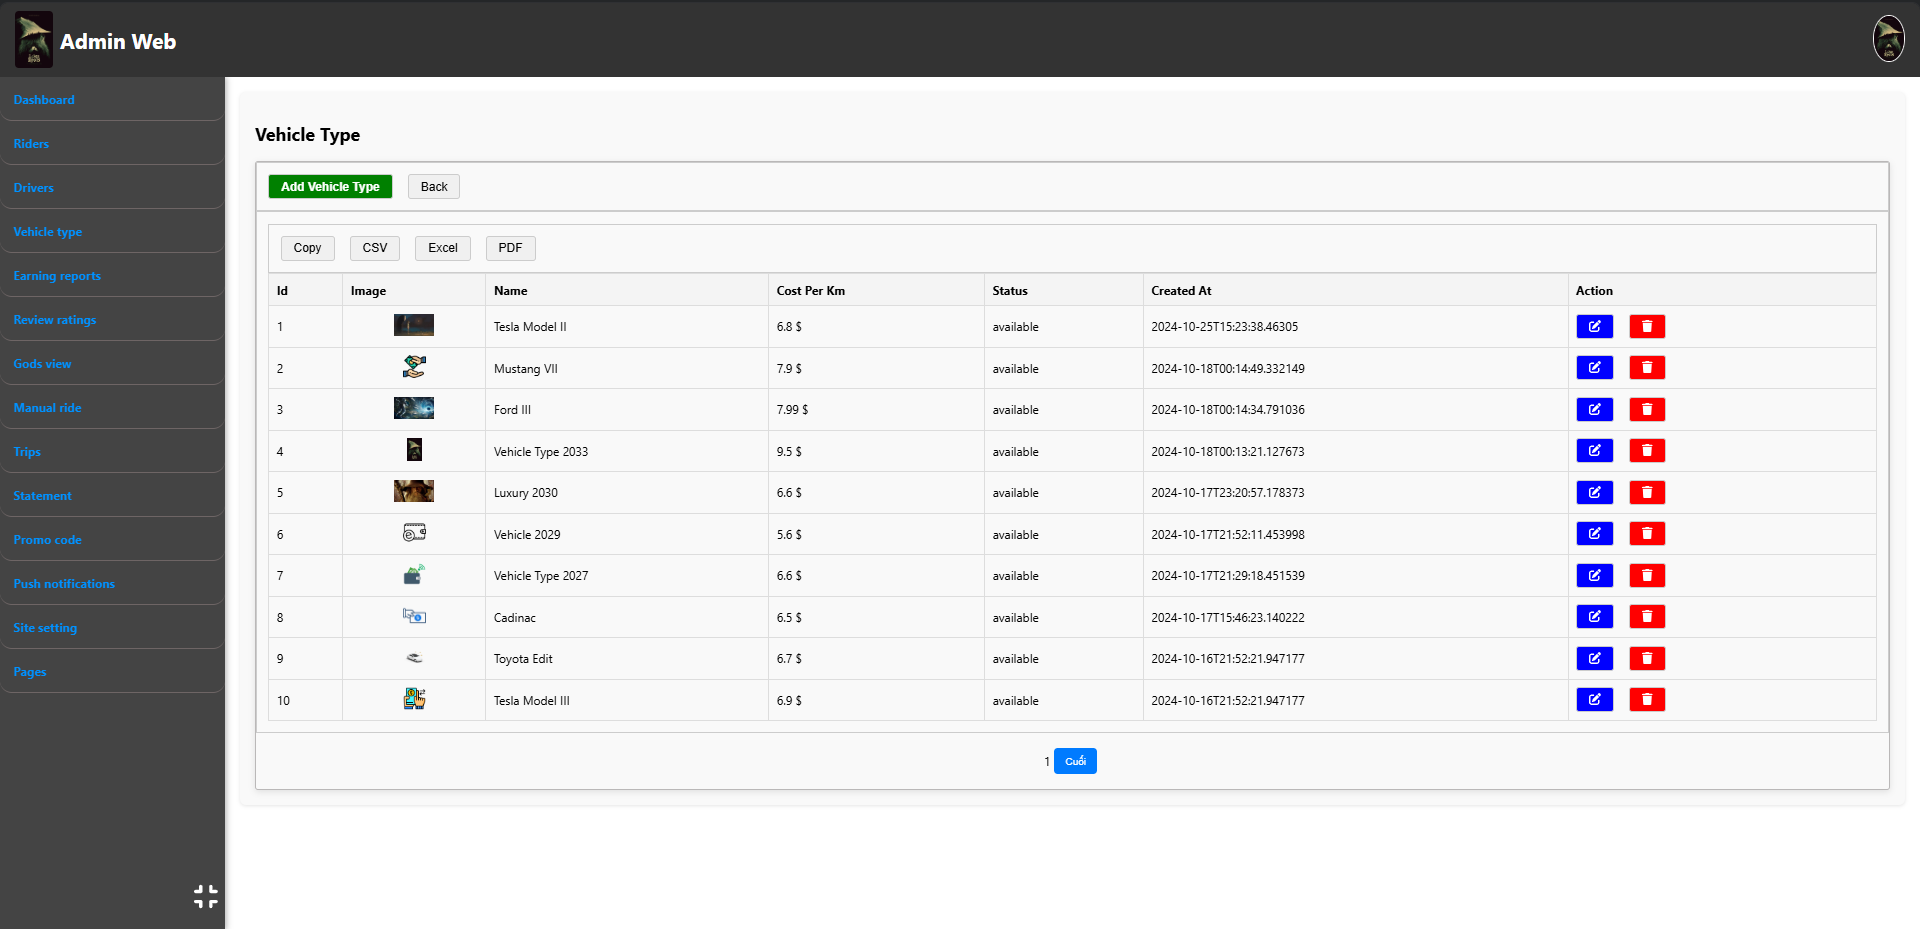 Admin Web
Dashboard
Riders
Drivers
Vehicle type
Earning reports
Review ratings
Gods view
Manual ride
Trips
Statement
Promo code
Push notifications
Site setting
Pages
Vehicle Type
Add Vehicle Type Back
Copy CSV Excel PDF
Id Image Name Cost Per Km Status Created At Action
1 Tesla Model II 6.8 $ available 2024-10-25T15:23:38.46305
2 Mustang VII 7.9 $ available 2024-10-18T00:14:49.332149
3 Ford III 7.99 $ available 2024-10-18T00:14:34.791036
4 Vehicle Type 2033 9.5 $ available 2024-10-18T00:13:21.127673
5 Luxury 2030 6.6 $ available 2024-10-17T23:20:57.178373
6 Vehicle 2029 5.6 $ available 2024-10-17T21:52:11.453998
7 Vehicle Type 2027 6.6 $ available 2024-10-17T21:29:18.451539
8 Cadinac 6.5 $ available 2024-10-17T15:46:23.140222
9 Toyota Edit 6.7 $ available 2024-10-16T21:52:21.947177
10 Tesla Model III 6.9 $ available 2024-10-16T21:52:21.947177
1 Cuối